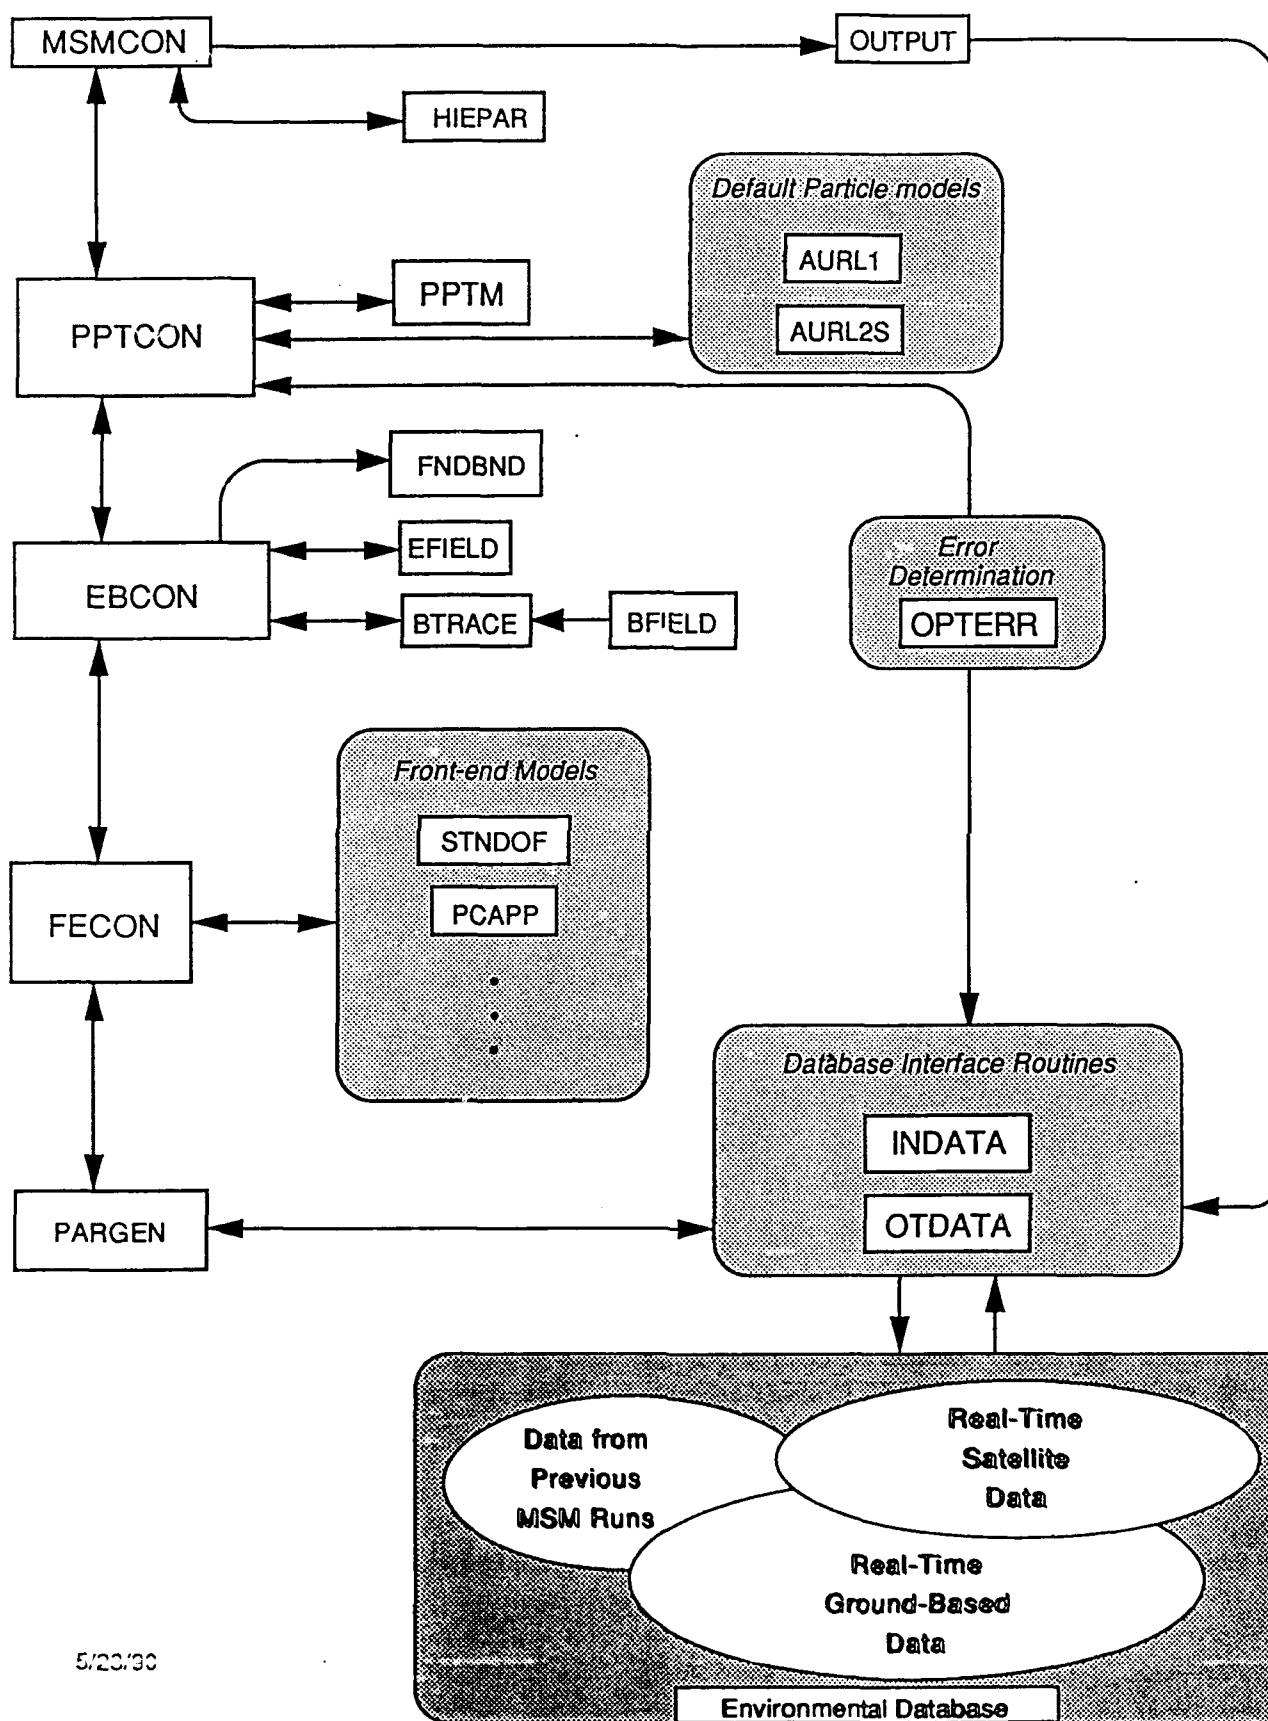 MSMCON
OUTPUT
HIEPAR
Default Particle models
AURL1
AURL2S
PPTM
PPTCON
FNDBND
EFIELD
EBCON
BTRACE
BFIELD
Error
Determination
OPTERR
Front-end Models
STNDOF
PCAPP
FECON
Database Interface Routines
INDATA
OTDATA
PARGEN
Data from
Previous
MSM Runs
Real-Time
Satellite
Data
Real-Time
Ground-Based
Data
Environmental Database